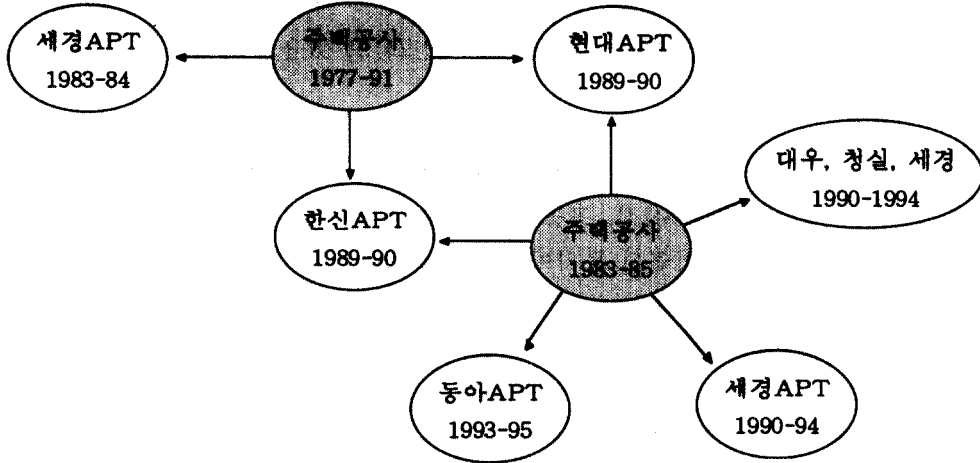 세경APT
1983-84
주택공사
1977-91
현대APT
1989-90
대우, 청실, 세경
1990-1994
한신APT
1989-90
주택공사
1983-85
동아APT
1993-95
세경APT
1990-94